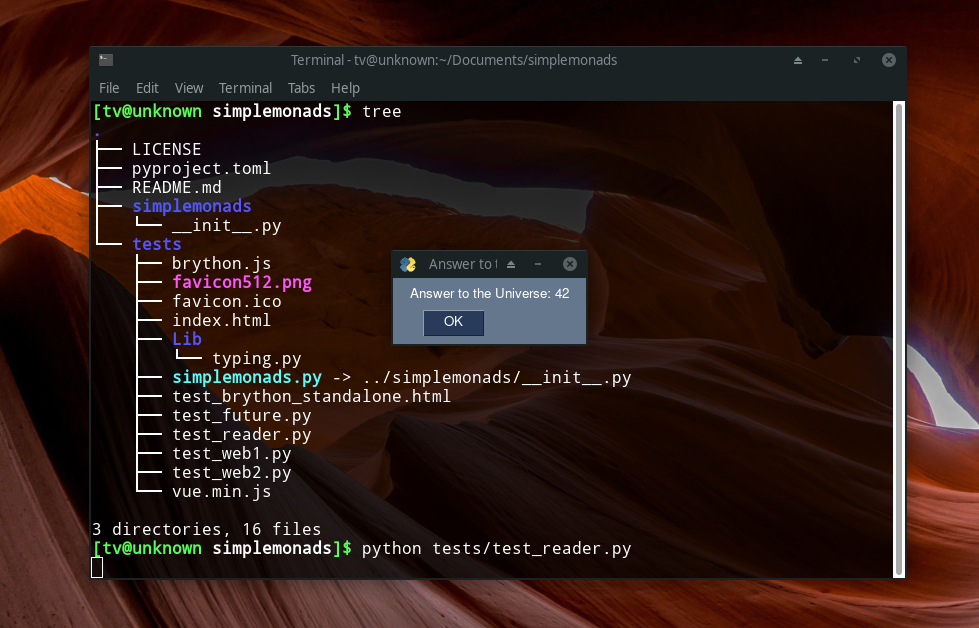 Terminal - tv@unknown:~/Documents/simplemonads
File Edit View Terminal Tabs Help
[tv@unknown simplemonads]$ tree
.
├── LICENSE
├── pyproject.toml
├── README.md
├── simplemonads
│   └── __init__.py
└── tests
    ├── brython.js
    ├── favicon512.png
    ├── favicon.ico
    ├── index.html
    ├── Lib
    │   └── typing.py
    ├── simplemonads.py -> ../simplemonads/__init__.py
    ├── test_brython_standalone.html
    ├── test_future.py
    ├── test_reader.py
    ├── test_web1.py
    ├── test_web2.py
    └── vue.min.js
3 directories, 16 files
[tv@unknown simplemonads]$ python tests/test_reader.py
Answer to t
Answer to the Universe: 42
OK